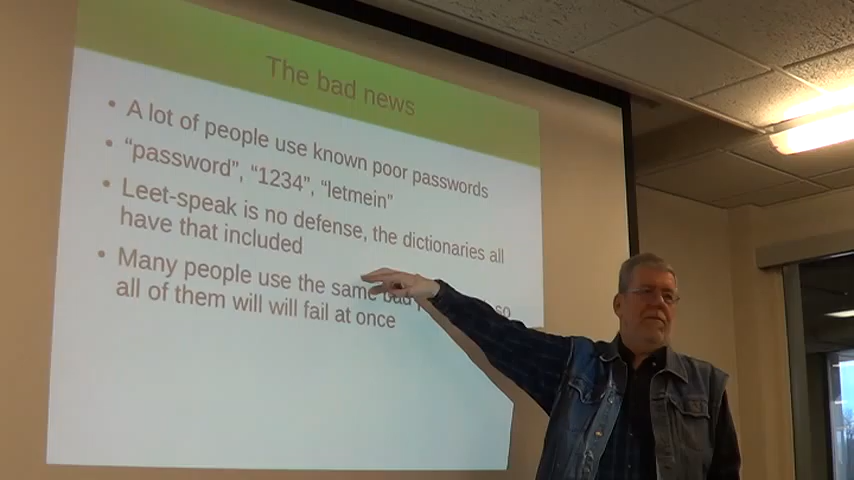 The bad news
• A lot of people use known poor passwords
• “password”, “1234”, “letmein”
• Leet-speak is no defense, the dictionaries all
have that included
• Many people use the same bad so
all of them will will fail at once